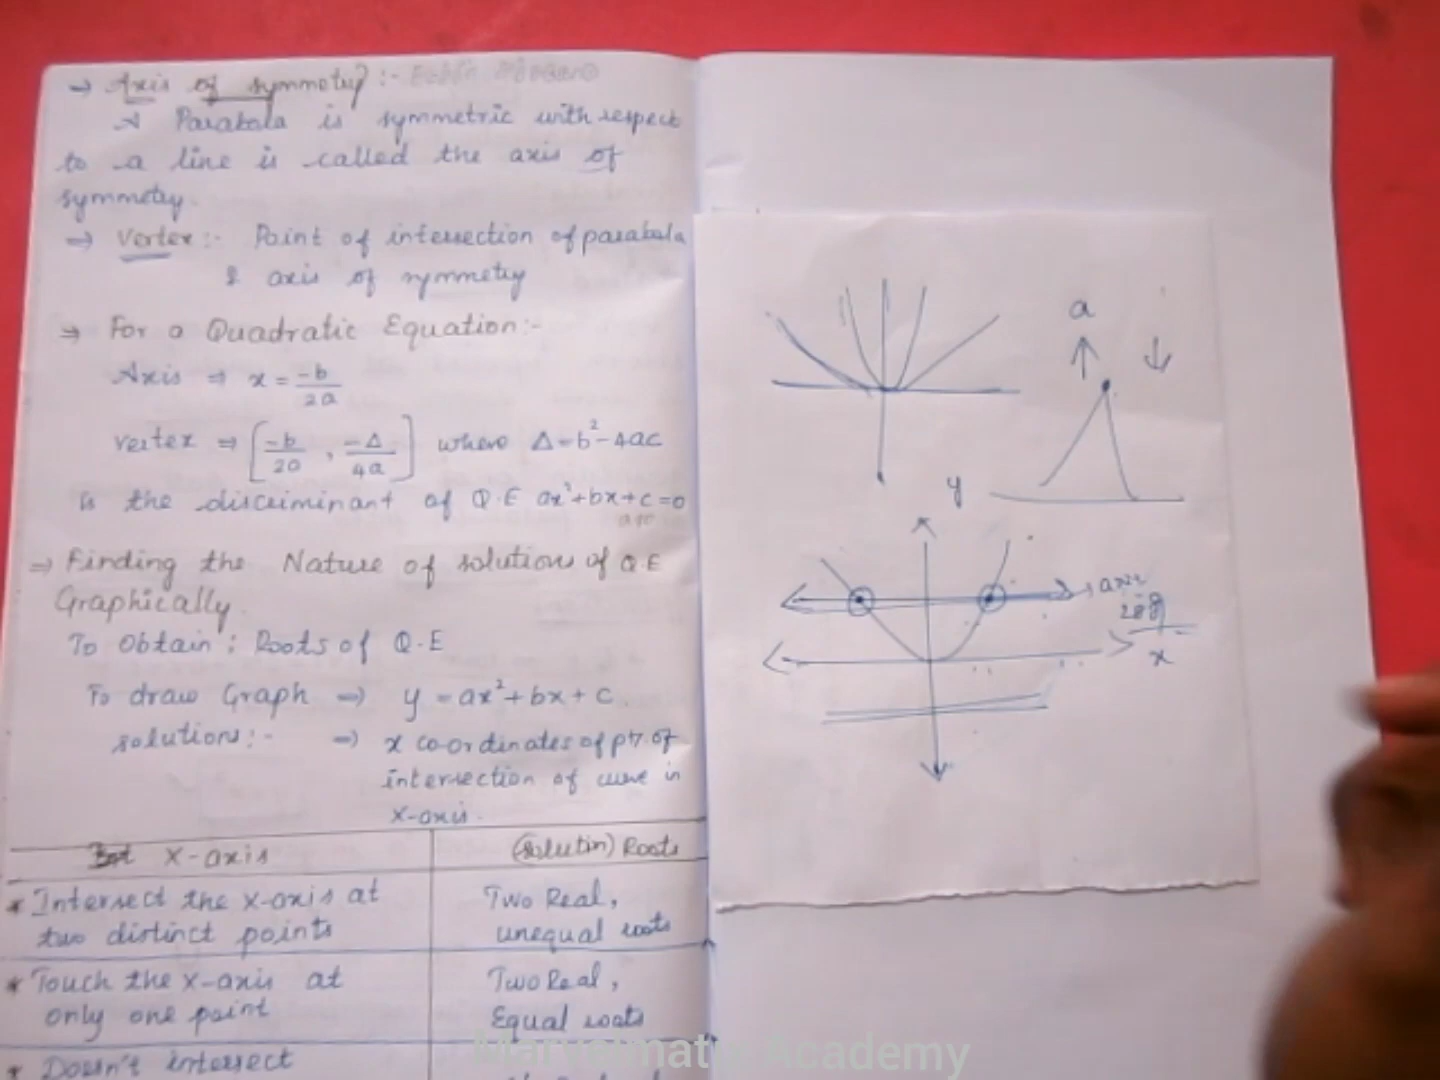 ⇒ Axis of symmetry :-
A Parabola is symmetric with respect
to a line is called the axis of
symmetry.
⇒ Vertex :- Point of intersection of parabola
& axis of symmetry
⇒ For a Quadratic Equation :-
Axis ⇒ x = -b/2a
vertex ⇒ [-b/2a , -Δ/4a] where Δ = b² - 4ac
is the discriminant of Q.E ax²+bx+c=0
⇒ Finding the Nature of solutions of Q.E
Graphically.
To Obtain : Roots of Q.E
To draw Graph ⇒ y = ax² + bx + c.
solutions :- ⇒ x co-ordinates of pt. of
intersection of curve in
X-axis.
X-axis
(solutin) Roots
* Intersect the X-axis at
two distinct points
Two Real,
unequal roots
* Touch the X-axis at
only one point
Two Real,
Equal roots
* Doesn't intersect
a
↑ ↓
y
x
Academy